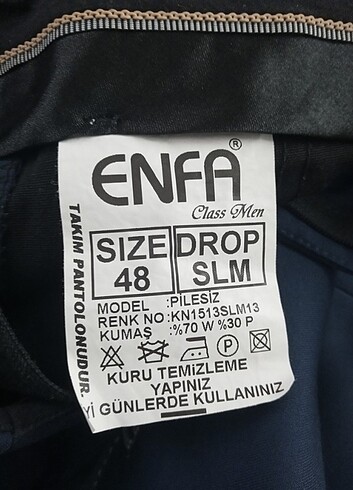 ENFA®
Class Men
SIZE DROP
48 SLM
MODEL :PİLESİZ
RENK NO:KN1513SLM13
KUMAŞ :%70 W %30 P
P
KURU TEMİZLEME
YAPINIZ
Yİ GÜNLERDE KULLANINIZ
TAKIM PANTOLONUDUR.